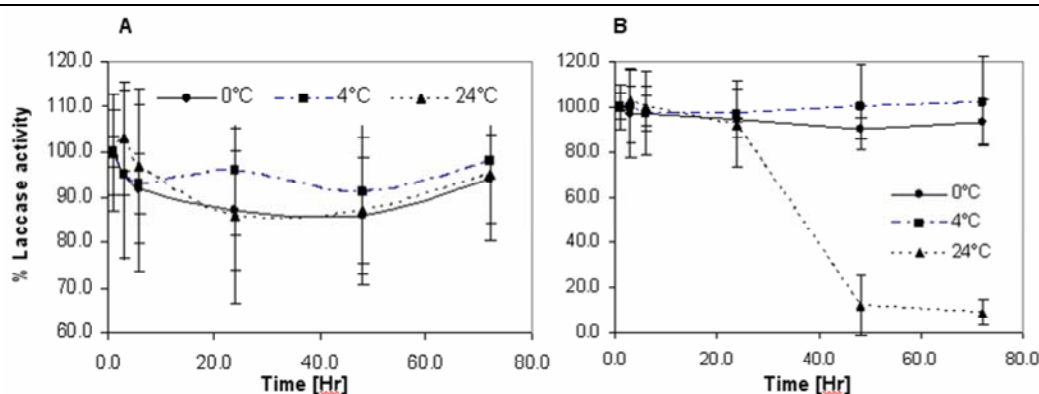 A
120.0
110.0
100.0
90.0
80.0
70.0
60.0
% Laccase activity
0°C 4°C 24°C
0.0 20.0 40.0 60.0 80.0
Time [Hr]
B
120.0
100.0
80.0
60.0
40.0
20.0
0.0
0°C
4°C
24°C
0.0 20.0 40.0 60.0 80.0
Time [Hr]